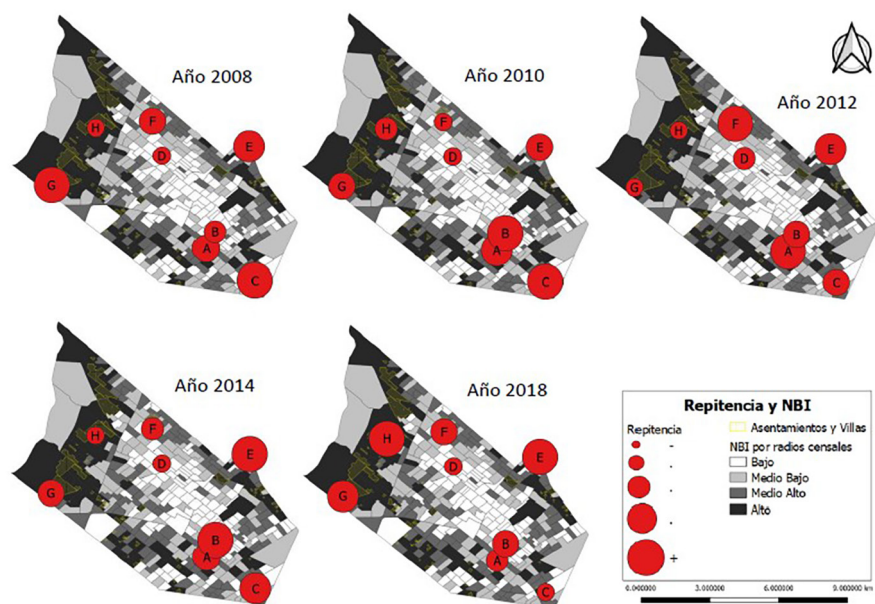 Año 2008
Año 2010
Año 2012
H
F
E
D
G
B
A
C
H
F
E
D
G
B
A
C
H
F
E
D
G
B
A
C
Año 2014
Año 2018
H
F
E
D
G
B
A
C
H
F
E
D
G
B
A
C
Repitencia y NBI
Repitencia
-
.
.
.
+
Asentamientos y Villas
NBI por radios censales
Bajo
Medio Bajo
Medio Alto
Alto
0.000000 3.000000 6.000000 9.000000 km